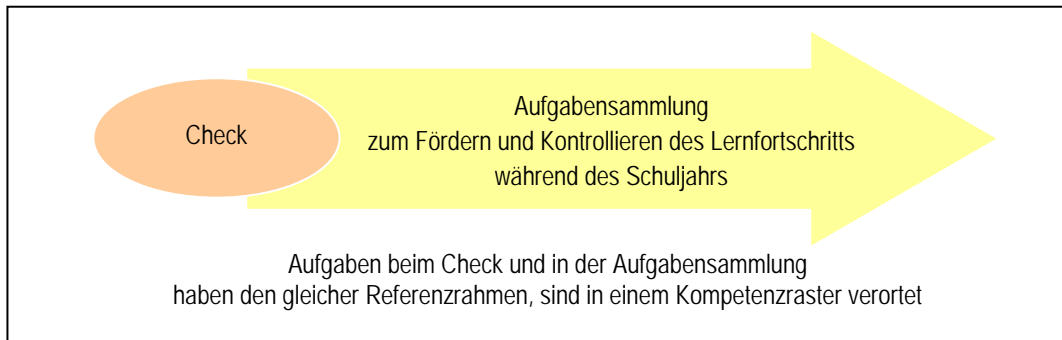 Check
Aufgabensammlung
zum Fördern und Kontrollieren des Lernfortschritts
während des Schuljahrs
Aufgaben beim Check und in der Aufgabensammlung
haben den gleicher Referenzrahmen, sind in einem Kompetenzraster verortet